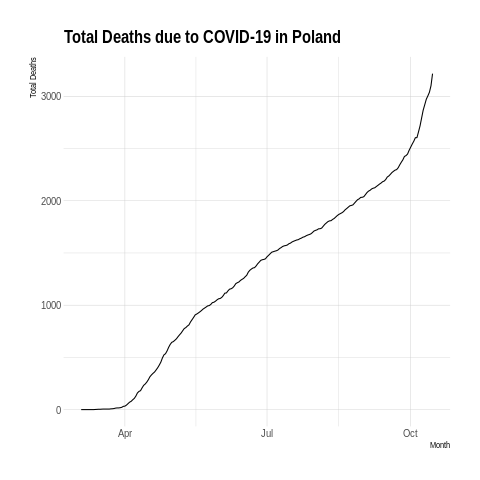 Total Deaths due to COVID-19 in Poland
Total Deaths
3000
2000
1000
0
Apr Jul Oct
Month